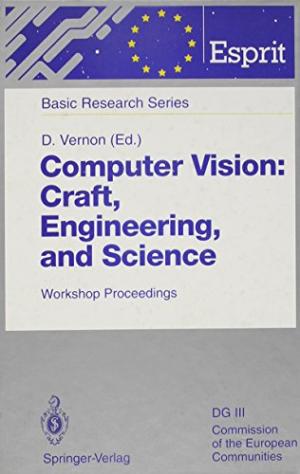 Esprit
Basic Research Series
D. Vernon (Ed.)
Computer Vision:
Craft,
Engineering,
and Science
Workshop Proceedings
Springer-Verlag
DG III
Commission
of the European
Communities